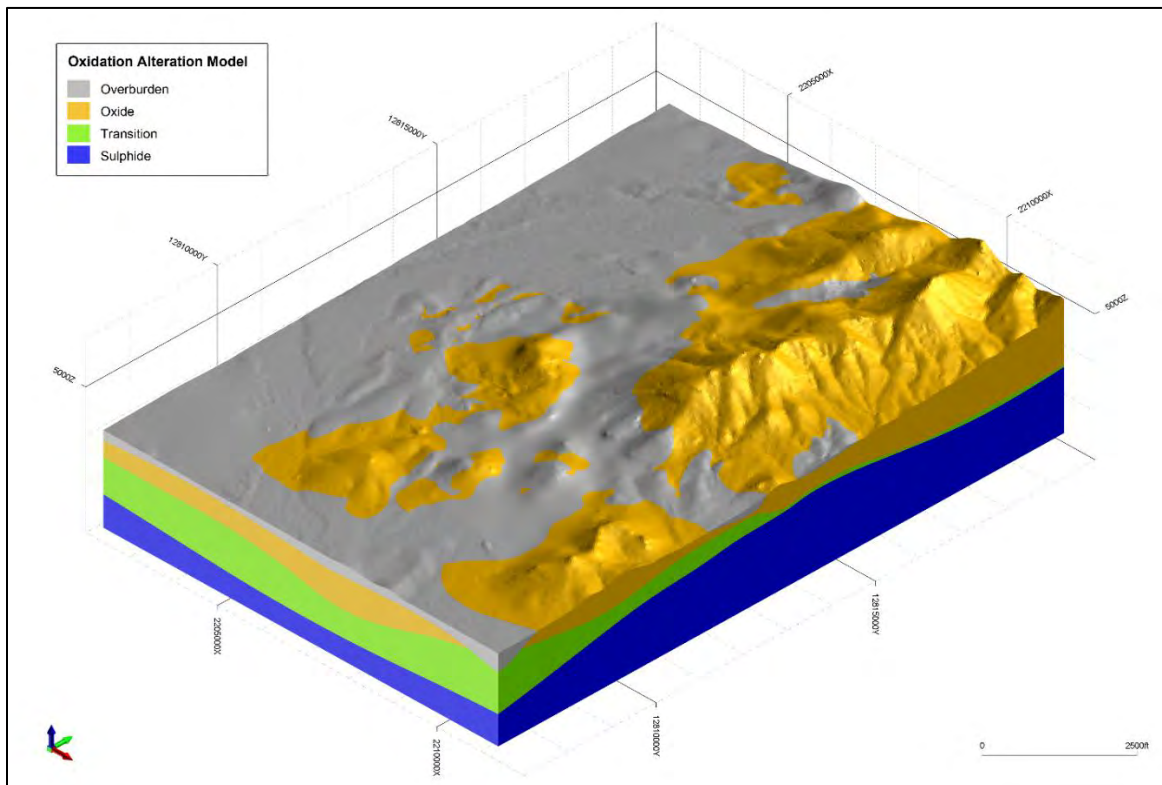 Oxidation Alteration Model
Overburden
Oxide
Transition
Sulphide
2205000X
12815000Y
2210000X
12810000Y
5000Z
5000Z
12815000Y
2205000X
12810000Y
2210000X
0 2500ft